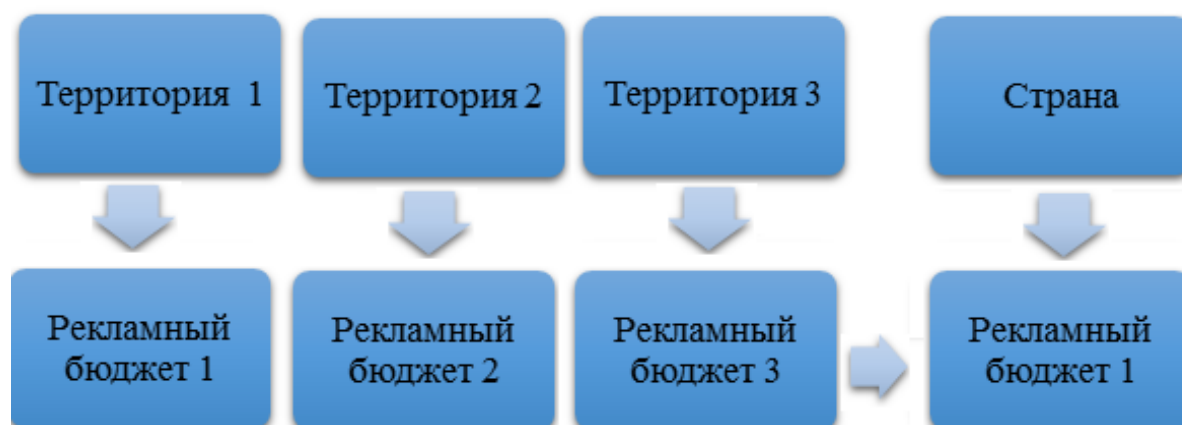 Территория 1
Территория 2
Территория 3
Страна
Рекламный
бюджет 1
Рекламный
бюджет 2
Рекламный
бюджет 3
Рекламный
бюджет 1